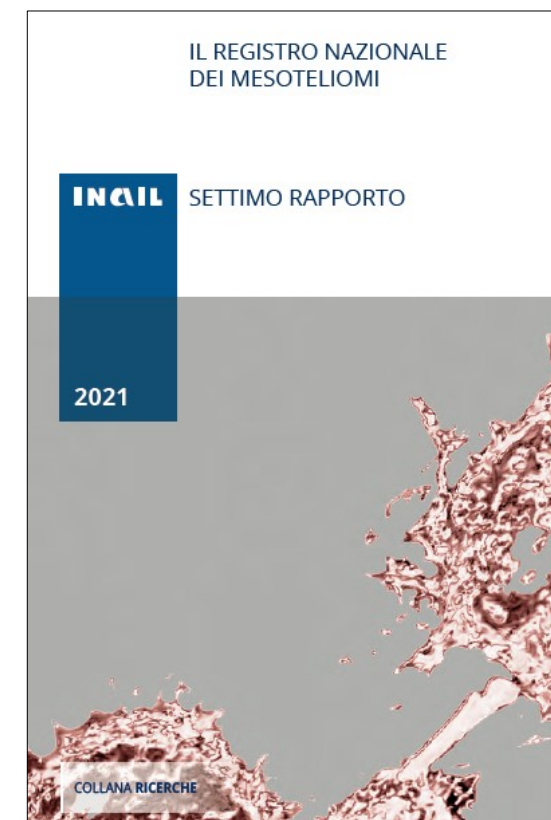 IL REGISTRO NAZIONALE
DEI MESOTELIOMI
INAIL
SETTIMO RAPPORTO
2021
COLLANA RICERCHE